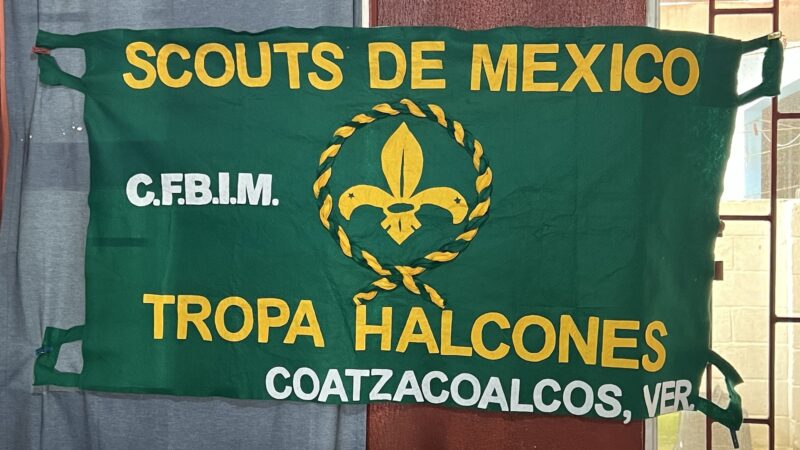 SCOUTS DE MEXICO
C.F.B.I.M.
TROPA HALCONES
COATZACOALCOS, VER.